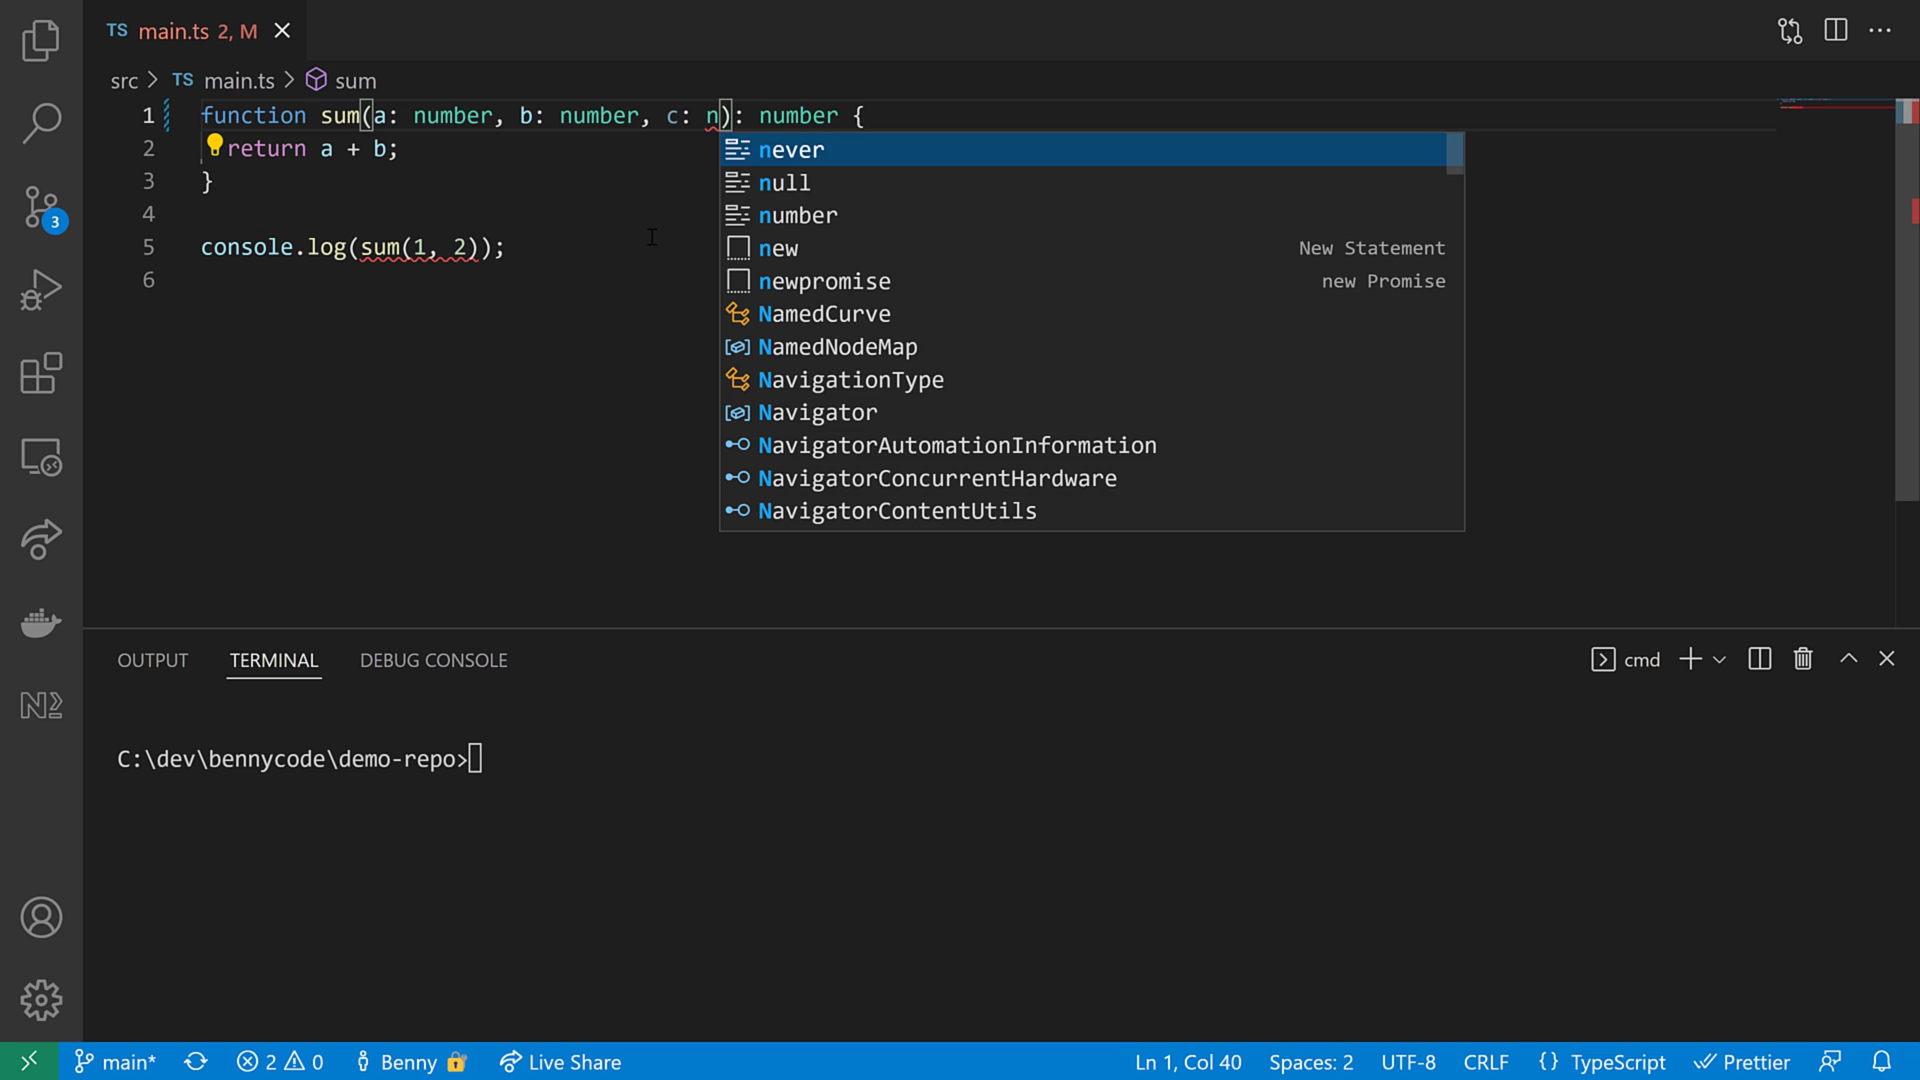 TS main.ts 2, M
src > TS main.ts > sum
1 function sum(a: number, b: number, c: n): number {
2 return a + b;
3 }
4
5 console.log(sum(1, 2));
6
never
null
number
new New Statement
newpromise new Promise
NamedCurve
NamedNodeMap
NavigationType
Navigator
NavigatorAutomationInformation
NavigatorConcurrentHardware
NavigatorContentUtils
3
OUTPUT TERMINAL DEBUG CONSOLE cmd
C:\dev\bennycode\demo-repo>
main* 2 0 Benny Live Share Ln 1, Col 40 Spaces: 2 UTF-8 CRLF {} TypeScript Prettier